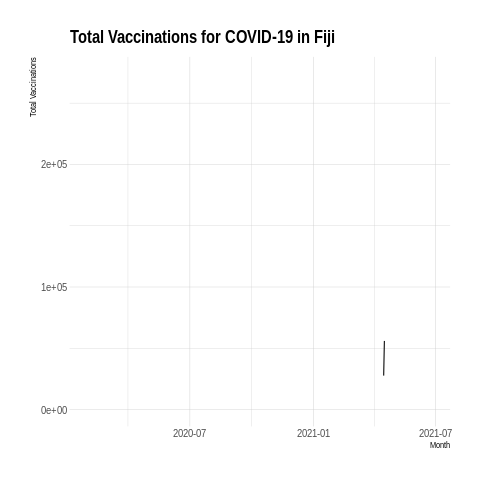 Total Vaccinations for COVID-19 in Fiji
Total Vaccinations
2e+05
1e+05
0e+00
2020-07
2021-01
2021-07
Month